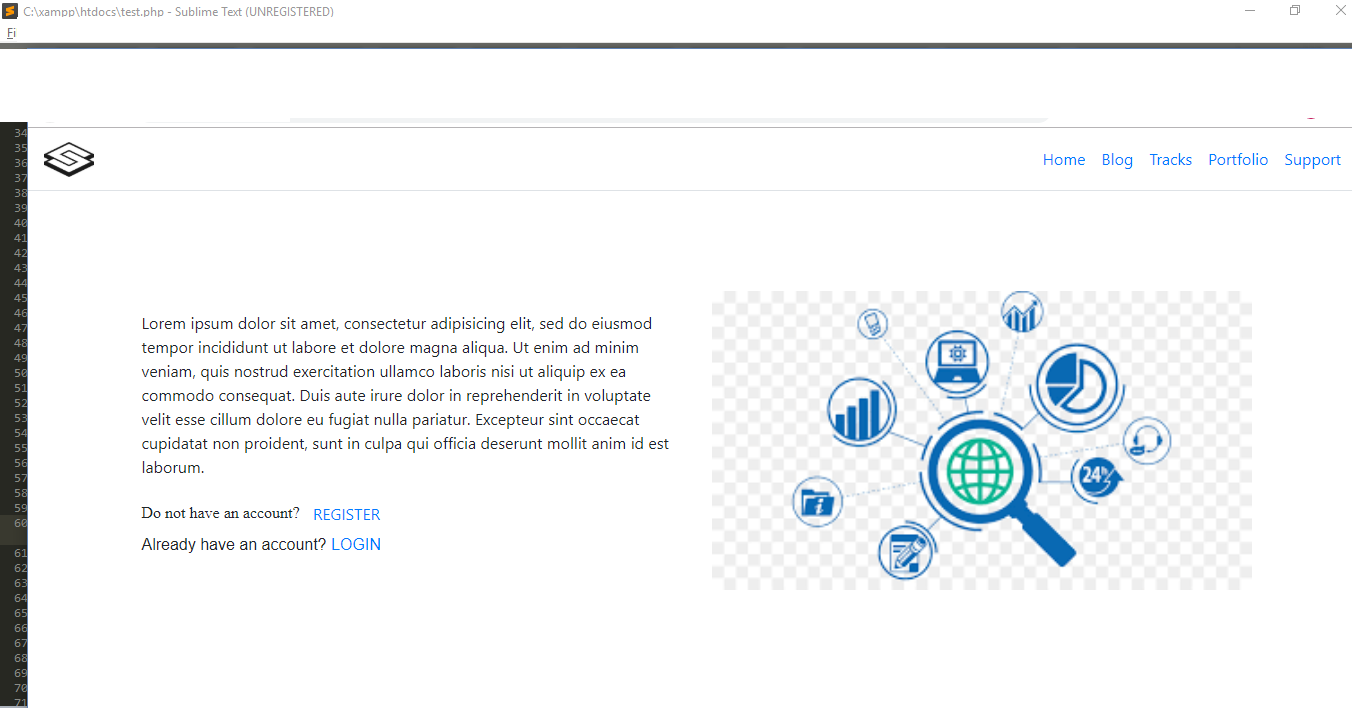 C:\xampp\htdocs\test.php - Sublime Text (UNREGISTERED)
Fi
Home Blog Tracks Portfolio Support
Lorem ipsum dolor sit amet, consectetur adipisicing elit, sed do eiusmod
tempor incididunt ut labore et dolore magna aliqua. Ut enim ad minim
veniam, quis nostrud exercitation ullamco laboris nisi ut aliquip ex ea
commodo consequat. Duis aute irure dolor in reprehenderit in voluptate
velit esse cillum dolore eu fugiat nulla pariatur. Excepteur sint occaecat
cupidatat non proident, sunt in culpa qui officia deserunt mollit anim id est
laborum.
Do not have an account? REGISTER
Already have an account? LOGIN
24h
34
35
36
37
38
39
40
41
42
43
44
45
46
47
48
49
50
51
52
53
54
55
56
57
58
59
60
61
62
63
64
65
66
67
68
69
70
71